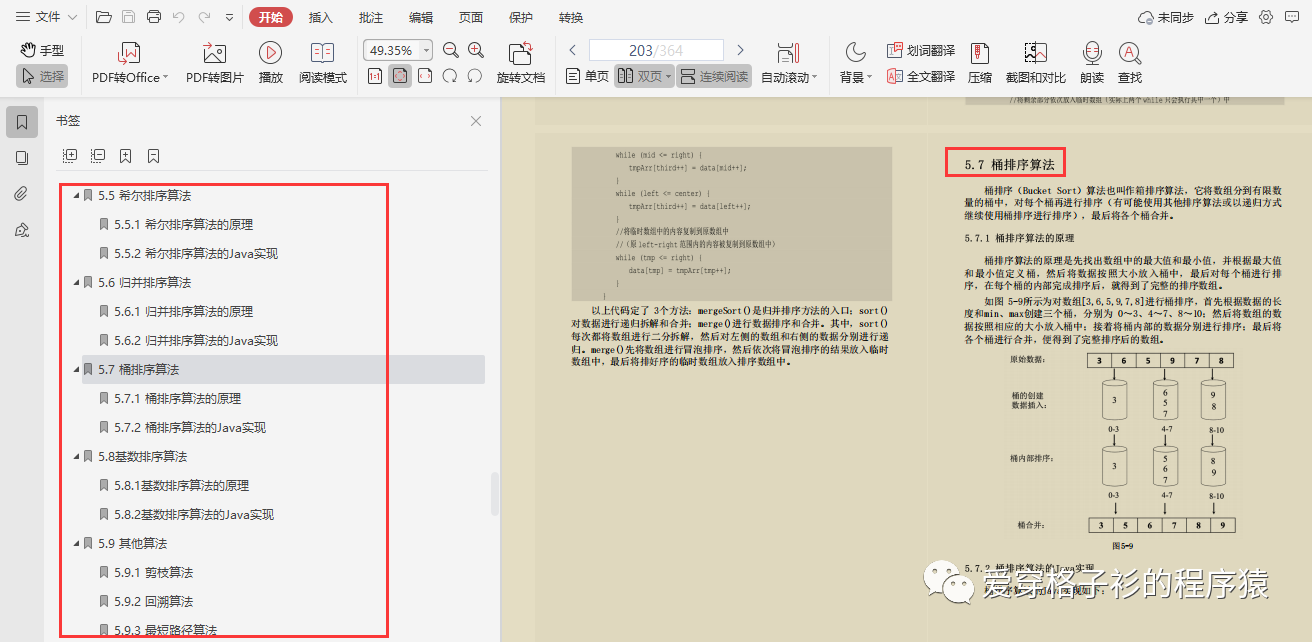 文件
开始 插入 批注 编辑 页面 保护 转换
未同步 分享
手型
选择
PDF转Office PDF转图片 播放 阅读模式
49.35%
旋转文档
203/364
单页 双页 连续阅读
自动滚动 背景
划词翻译
全文翻译
压缩 截图和对比 朗读 查找
书签
5.5 希尔排序算法
5.5.1 希尔排序算法的原理
5.5.2 希尔排序算法的Java实现
5.6 归并排序算法
5.6.1 归并排序算法的原理
5.6.2 归并排序算法的Java实现
5.7 桶排序算法
5.7.1 桶排序算法的原理
5.7.2 桶排序算法的Java实现
5.8基数排序算法
5.8.1基数排序算法的原理
5.8.2基数排序算法的Java实现
5.9 其他算法
5.9.1 剪枝算法
5.9.2 回溯算法
5.9.3 最短路径算法
while (mid <= right) {
tmpArr[third++] = data[mid++];
}
while (left <= center) {
tmpArr[third++] = data[left++];
}
//将临时数组中的内容复制到原数组中
//（原left-right范围内的内容被复制到原数组中）
while (tmp <= right) {
data[tmp] = tmpArr[tmp++];
}
}
以上代码定了 3个方法：mergeSort()是归并排序方法的入口；sort()
对数据进行递归拆解和合并；merge()进行数据排序和合并。其中，sort()
每次都将数组进行二分拆解，然后对左侧的数组和右侧的数据分别进行递
归。merge()先将数组进行冒泡排序，然后依次将冒泡排序的结果放入临时
数组中，最后将排好序的临时数组放入排序数组中。
//将剩余部分依次放入临时数组（实际上两个while只会执行其中一个）中
5.7 桶排序算法
桶排序（Bucket Sort）算法也叫作箱排序算法，它将数组分到有限数
量的桶中，对每个桶再进行排序（有可能使用其他排序算法或以递归方式
继续使用桶排序进行排序），最后将各个桶合并。
5.7.1 桶排序算法的原理
桶排序算法的原理是先找出数组中的最大值和最小值，并根据最大值
和最小值定义桶，然后将数据按照大小放入桶中，最后对每个桶进行排
序，在每个桶的内部完成排序后，就得到了完整的排序数组。
如图 5-9所示为对数组[3,6,5,9,7,8]进行桶排序，首先根据数据的长
度和min、max创建三个桶，分别为 0～3、4～7、8～10；然后将数组的数
据按照相应的大小放入桶中；接着将桶内部的数据分别进行排序；最后将
各个桶进行合并，便得到了完整排序后的数组。
原始数据： 3 6 5 9 7 8
桶的创建
数据插入：
3
6
5
7
9
8
0-3 4-7 8-10
桶内部排序：
3
5
6
7
8
9
0-3 4-7 8-10
桶合并： 3 5 6 7 8 9
图5-9
5.7.2 桶排序算法的Java实现
爱穿格子衫的程序猿